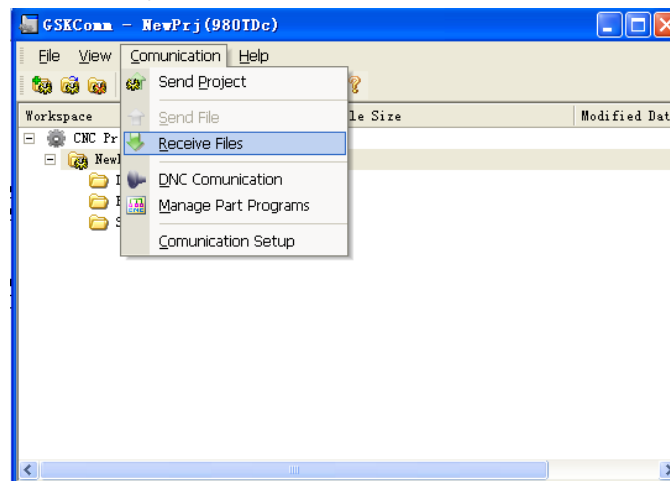 GSKComm - NewPrj(980TDc)
File View Comunication Help
Send Project
Workspace
le Size
Modified Dat
Send File
CNC Pr
Receive Files
New
DNC Comunication
Manage Part Programs
Comunication Setup